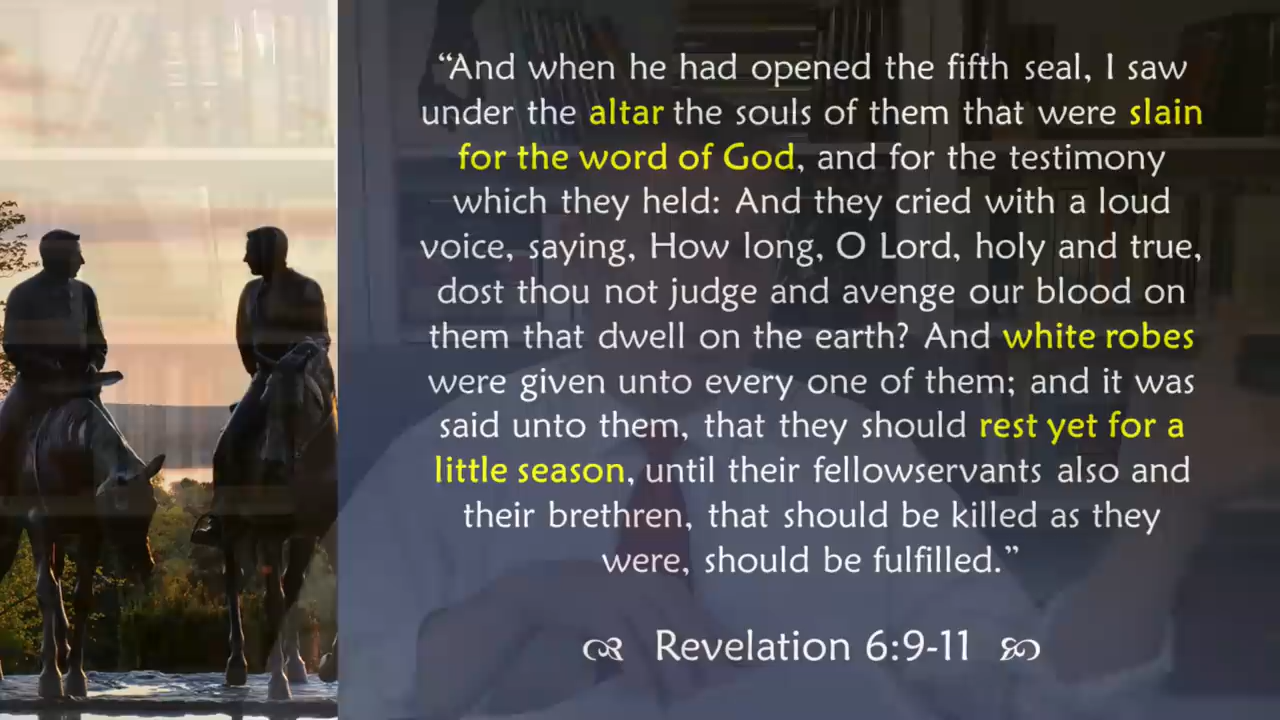 “And when he had opened the fifth seal, I saw
under the altar the souls of them that were slain
for the word of God, and for the testimony
which they held: And they cried with a loud
voice, saying, How long, O Lord, holy and true,
dost thou not judge and avenge our blood on
them that dwell on the earth? And white robes
were given unto every one of them; and it was
said unto them, that they should rest yet for a
little season, until their fellowservants also and
their brethren, that should be killed as they
were, should be fulfilled.”
Revelation 6:9-11